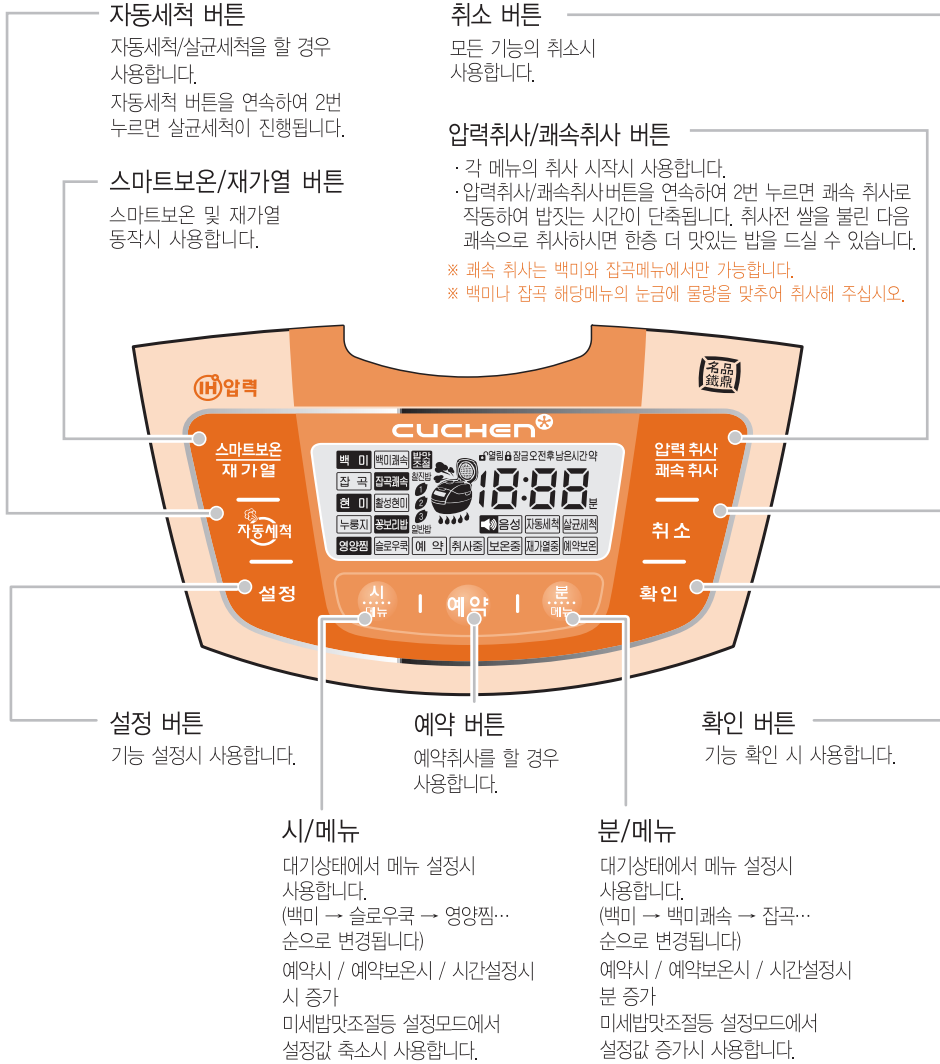 자동세척 버튼
자동세척/살균세척을 할 경우
사용합니다.
자동세척 버튼을 연속하여 2번
누르면 살균세척이 진행됩니다.
취소 버튼
모든 기능의 취소시
사용합니다.
스마트보온/재가열 버튼
스마트보온 및 재가열
동작시 사용합니다.
압력취사/쾌속취사 버튼
· 각 메뉴의 취사 시작시 사용합니다.
· 압력취사/쾌속취사버튼을 연속하여 2번 누르면 쾌속 취사로
작동하여 밥짓는 시간이 단축됩니다. 취사전 쌀을 불린 다음
쾌속으로 취사하시면 한층 더 맛있는 밥을 드실 수 있습니다.
※ 쾌속 취사는 백미와 잡곡메뉴에서만 가능합니다.
※ 백미나 잡곡 해당메뉴의 눈금에 물량을 맞추어 취사해 주십시오.
IH압력
名品
鐵鼎
CUCHEN
스마트보온
재가열
자동세척
설정
백 미 백미쾌속 밥맛조절
열림 잠금 오전후 남은시간 약
잡 곡 잡곡쾌속 찰진밥
현 미 활성현미 1 2 3
18:88 분
누룽지 꽁보리밥 일반밥 음성 자동세척 살균세척
영양찜 슬로우쿡 예 약 취사중 보온중 재가열중 예약보온
압력 취사
쾌속 취사
취소
확인
시
메뉴
예약
분
메뉴
설정 버튼
기능 설정시 사용합니다.
예약 버튼
예약취사를 할 경우
사용합니다.
확인 버튼
기능 확인 시 사용합니다.
시/메뉴
대기상태에서 메뉴 설정시
사용합니다.
(백미 → 슬로우쿡 → 영양찜…
순으로 변경됩니다)
예약시 / 예약보온시 / 시간설정시
시 증가
미세밥맛조절등 설정모드에서
설정값 축소시 사용합니다.
분/메뉴
대기상태에서 메뉴 설정시
사용합니다.
(백미 → 백미쾌속 → 잡곡…
순으로 변경됩니다)
예약시 / 예약보온시 / 시간설정시
분 증가
미세밥맛조절등 설정모드에서
설정값 증가시 사용합니다.